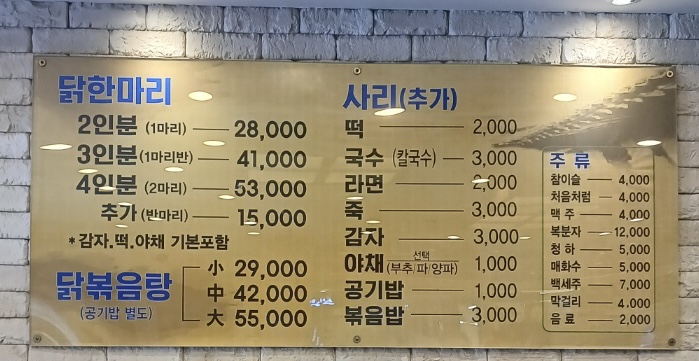 닭한마리
2인분 (1마리) 28,000
3인분 (1마리반) 41,000
4인분 (2마리) 53,000
추가 (반마리) 15,000
*감자.떡.야채 기본포함
닭볶음탕
(공기밥 별도)
小 29,000
中 42,000
大 55,000
사리(추가)
떡 2,000
국수 (칼국수) 3,000
라면 2,000
죽 3,000
감자 3,000
야채 선택(부추/파/양파) 1,000
공기밥 1,000
볶음밥 3,000
주 류
참이슬 4,000
처음처럼 4,000
맥 주 4,000
복분자 12,000
청 하 5,000
매화수 5,000
백세주 7,000
막걸리 4,000
음 료 2,000